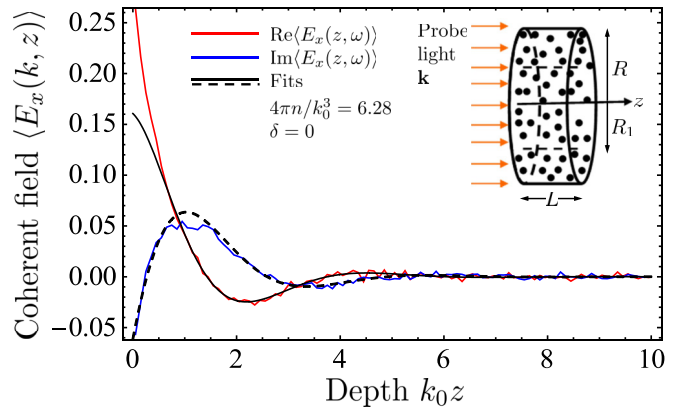 Coherent field ⟨E_x(k, z)⟩
0.25
0.20
0.15
0.10
0.05
0.00
−0.05
Re⟨E_x(z, ω)⟩
Im⟨E_x(z, ω)⟩
Fits
4πn/k_0^3 = 6.28
δ = 0
Probe
light
k
R
z
R_1
L
0 2 4 6 8 10
Depth k_0z